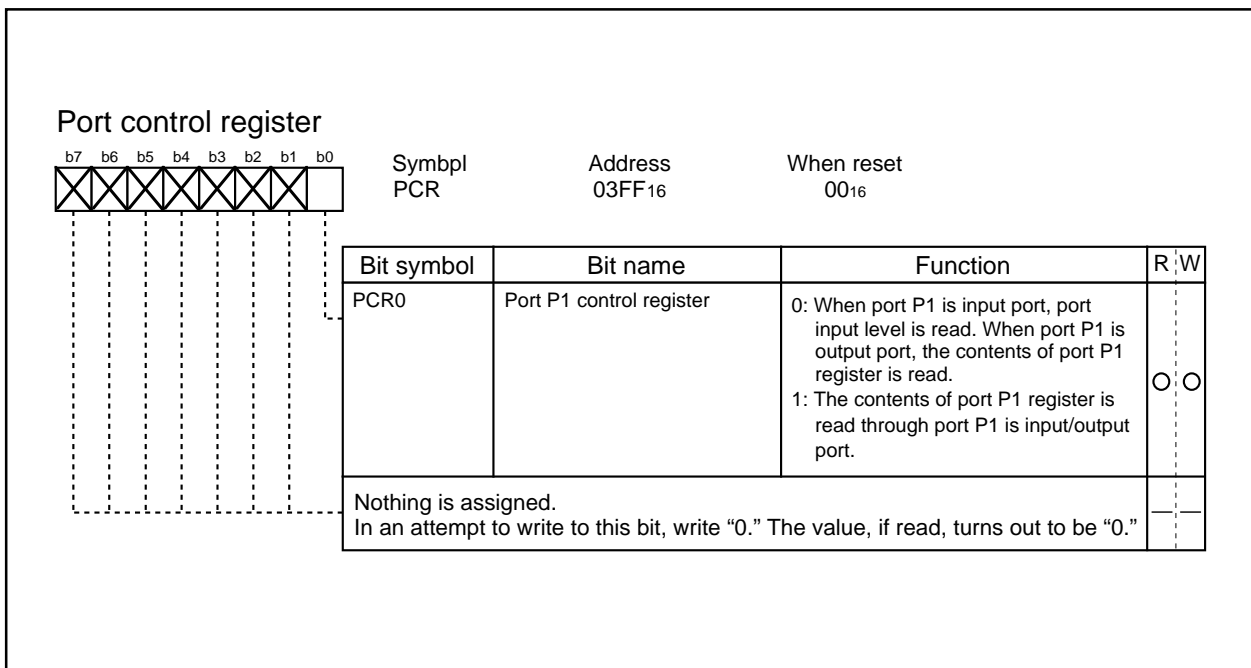 Port control register
b7 b6 b5 b4 b3 b2 b1 b0
Symbpl Address When reset
PCR 03FF16 0016
Bit symbol Bit name Function R W
PCR0 Port P1 control register 0: When port P1 is input port, port
input level is read. When port P1 is
output port, the contents of port P1
register is read.
1: The contents of port P1 register is
read through port P1 is input/output
port.
Nothing is assigned.
In an attempt to write to this bit, write “0.” The value, if read, turns out to be “0.” — —